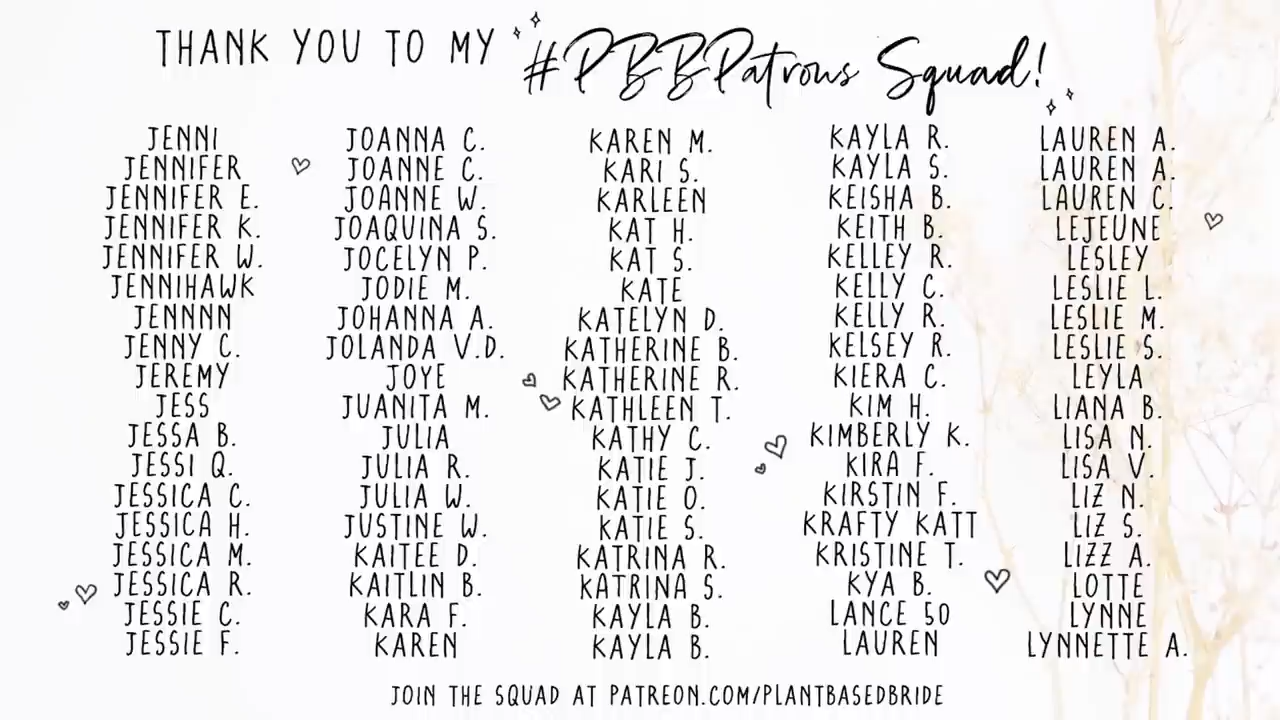 THANK YOU TO MY #PBBPatrons Squad!
JENNI
JENNIFER
JENNIFER E.
JENNIFER K.
JENNIFER W.
JENNIHAWK
JENNNN
JENNY C.
JEREMY
JESS
JESSA B.
JESSI Q.
JESSICA C.
JESSICA H.
JESSICA M.
JESSICA R.
JESSIE C.
JESSIE F.
JOANNA C.
JOANNE C.
JOANNE W.
JOAQUINA S.
JOCELYN P.
JODIE M.
JOHANNA A.
JOLANDA V.D.
JOYE
JUANITA M.
JULIA
JULIA R.
JULIA W.
JUSTINE W.
KAITEE D.
KAITLIN B.
KARA F.
KAREN
KAREN M.
KARI S.
KARLEEN
KAT H.
KAT S.
KATE
KATELYN D.
KATHERINE B.
KATHERINE R.
KATHLEEN T.
KATHY C.
KATIE J.
KATIE O.
KATIE S.
KATRINA R.
KATRINA S.
KAYLA B.
KAYLA B.
KAYLA R.
KAYLA S.
KEISHA B.
KEITH B.
KELLEY R.
KELLY C.
KELLY R.
KELSEY R.
KIERA C.
KIM H.
KIMBERLY K.
KIRA F.
KIRSTIN F.
KRAFTY KATT
KRISTINE T.
KYA B.
LANCE 50
LAUREN
LAUREN A.
LAUREN A.
LAUREN C.
LEJEUNE
LESLEY
LESLIE L.
LESLIE M.
LESLIE S.
LEYLA
LIANA B.
LISA N.
LISA V.
LIZ N.
LIZ S.
LIZZ A.
LOTTE
LYNNE
LYNNETTE A.
JOIN THE SQUAD AT PATREON.COM/PLANTBASEDBRIDE